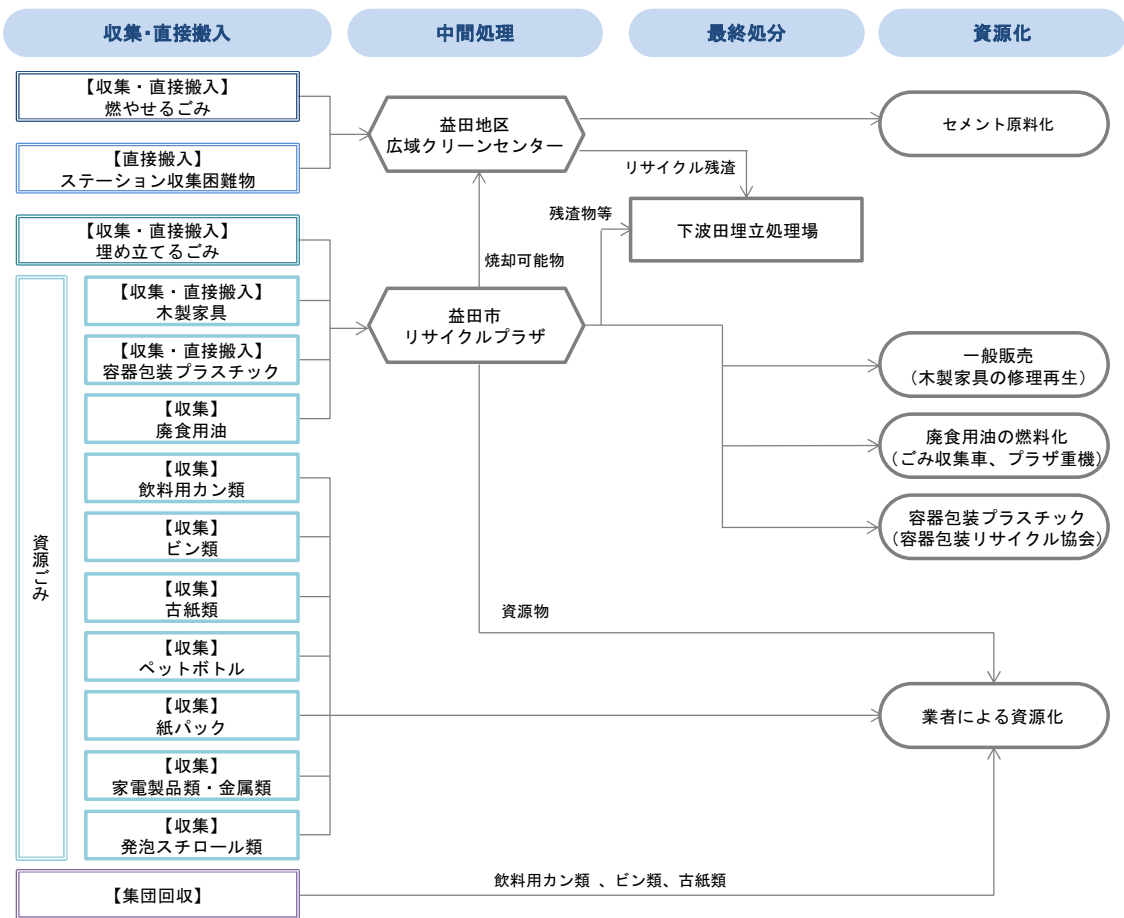 収集・直接搬入
中間処理
最終処分
資源化
【収集・直接搬入】
燃やせるごみ
【直接搬入】
ステーション収集困難物
【収集・直接搬入】
埋め立てるごみ
資源ごみ
【収集・直接搬入】
木製家具
【収集・直接搬入】
容器包装プラスチック
【収集】
廃食用油
【収集】
飲料用カン類
【収集】
ビン類
【収集】
古紙類
【収集】
ペットボトル
【収集】
紙パック
【収集】
家電製品類・金属類
【収集】
発泡スチロール類
【集団回収】
益田地区
広域クリーンセンター
焼却可能物
益田市
リサイクルプラザ
リサイクル残渣
残渣物等
下波田埋立処理場
資源物
飲料用カン類 、ビン類、古紙類
セメント原料化
一般販売
（木製家具の修理再生）
廃食用油の燃料化
（ごみ収集車、プラザ重機）
容器包装プラスチック
（容器包装リサイクル協会）
業者による資源化